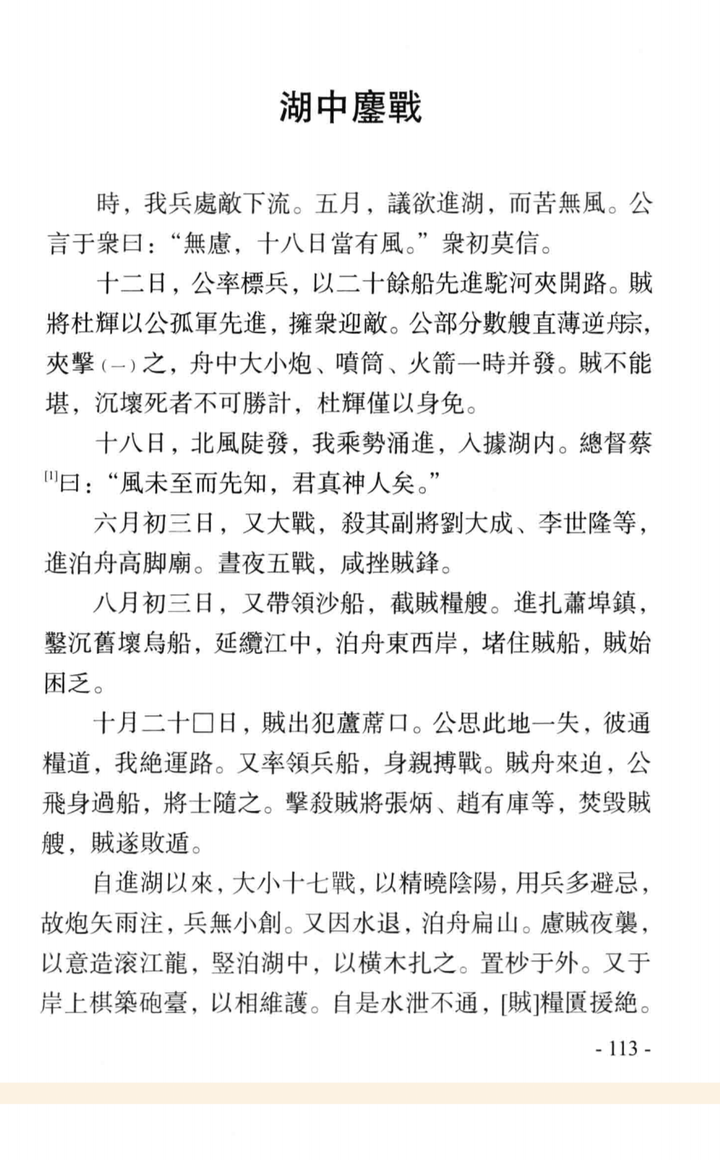 湖中鏖戰
時，我兵處敵下流。五月，議欲進湖，而苦無風。公
言于衆曰：“無慮，十八日當有風。”衆初莫信。
十二日，公率標兵，以二十餘船先進駝河夾開路。賊
將杜輝以公孤軍先進，擁衆迎敵。公部分數艘直薄逆䑸，
夾擊（一）之，舟中大小炮、噴筒、火箭一時并發。賊不能
堪，沉壞死者不可勝計，杜輝僅以身免。
十八日，北風陡發，我乘勢涌進，入據湖内。總督蔡
[1]曰：“風未至而先知，君真神人矣。”
六月初三日，又大戰，殺其副將劉大成、李世隆等，
進泊舟高脚廟。晝夜五戰，咸挫賊鋒。
八月初三日，又帶領沙船，截賊糧艘。進扎蕭埠鎮，
鑿沉舊壞烏船，延纜江中，泊舟東西岸，堵住賊船，賊始
困乏。
十月二十□日，賊出犯蘆蓆口。公思此地一失，彼通
糧道，我絶運路。又率領兵船，身親搏戰。賊舟來迫，公
飛身過船，將士隨之。擊殺賊將張炳、趙有庫等，焚毁賊
艘，賊遂敗遁。
自進湖以來，大小十七戰，以精曉陰陽，用兵多避忌，
故炮矢雨注，兵無小創。又因水退，泊舟扁山。慮賊夜襲，
以意造滚江龍，竪泊湖中，以横木扎之。置杪于外。又于
岸上棋築砲臺，以相維護。自是水泄不通，[賊]糧匱援絶。
- 113 -